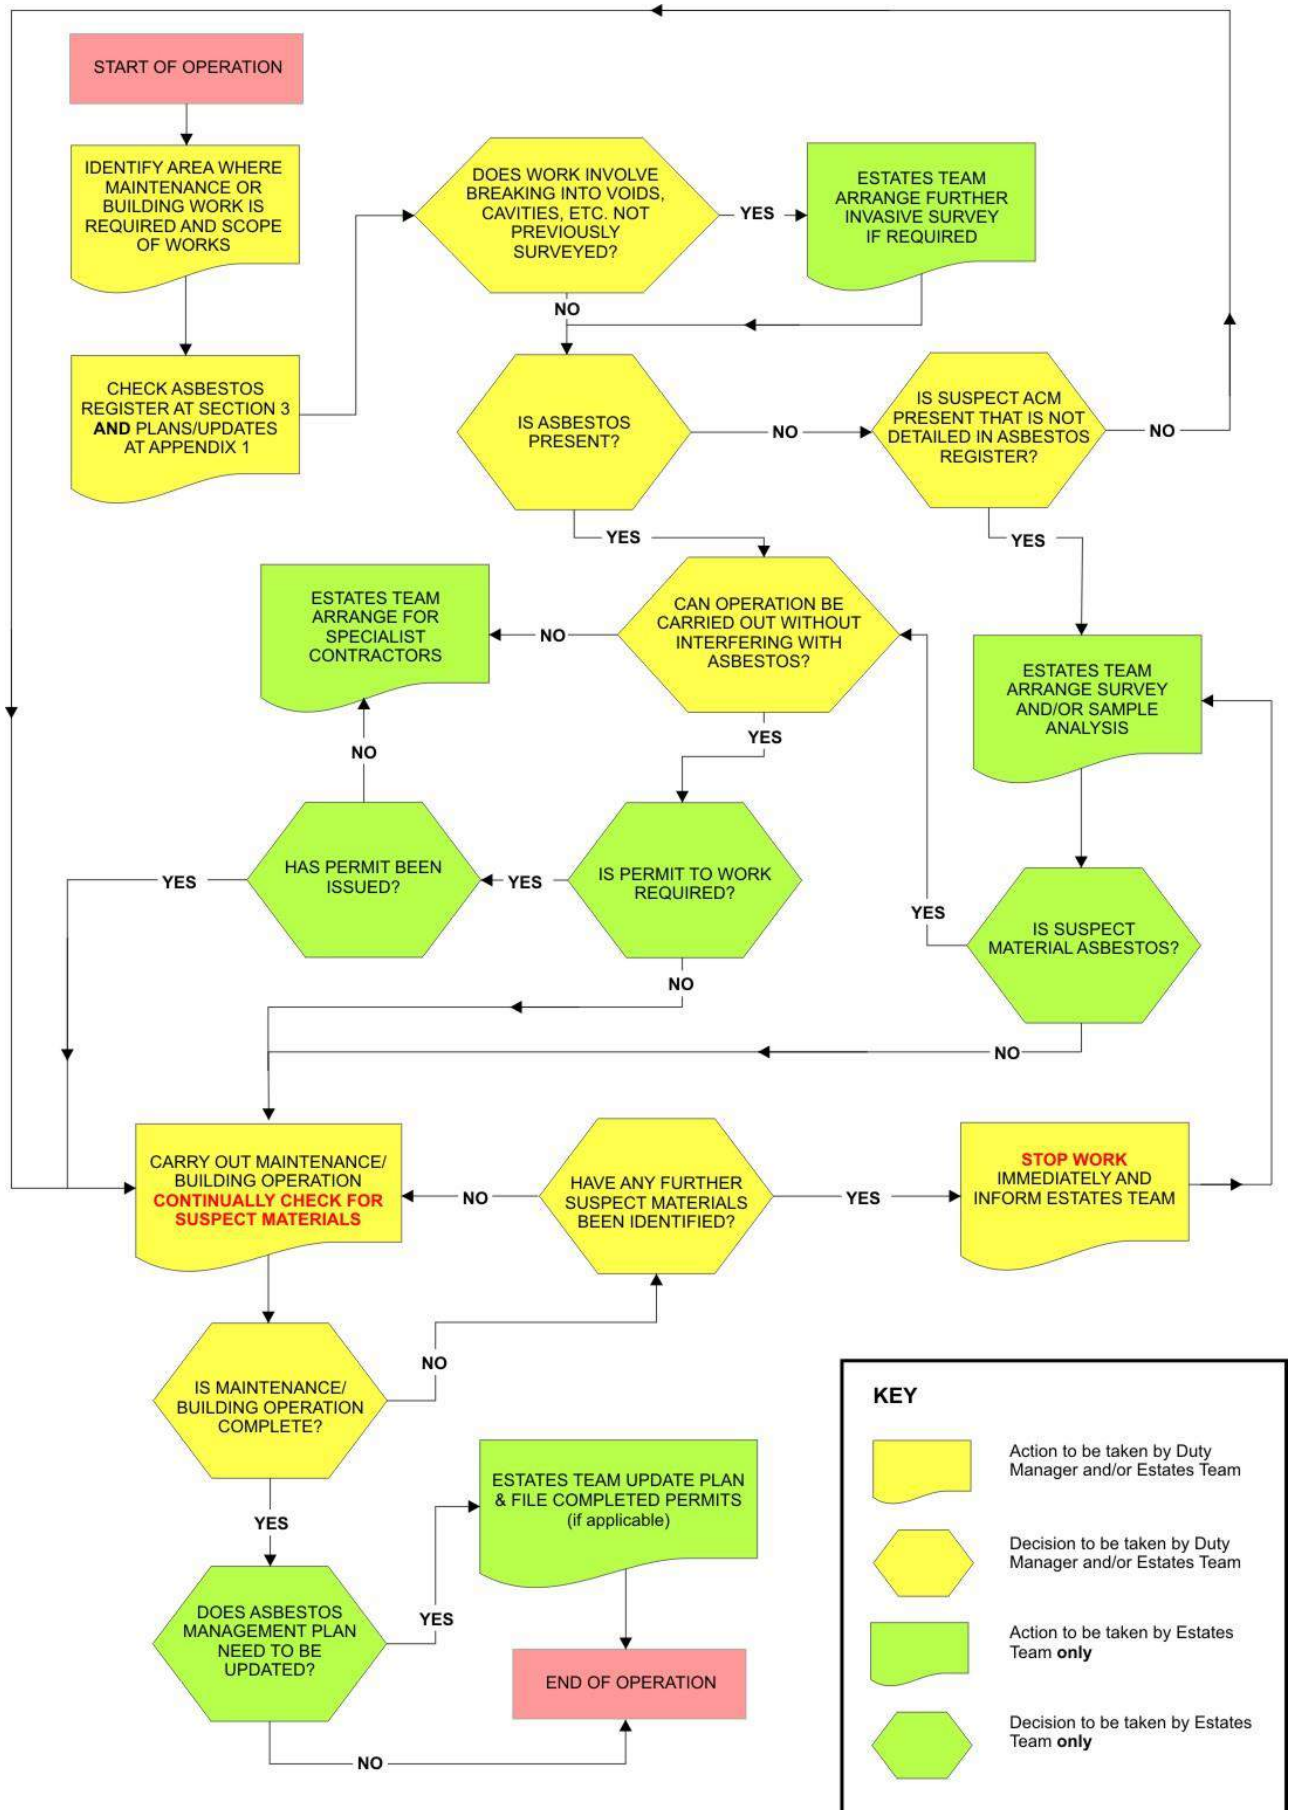 START OF OPERATION
IDENTIFY AREA WHERE
MAINTENANCE OR
BUILDING WORK IS
REQUIRED AND SCOPE
OF WORKS
CHECK ASBESTOS
REGISTER AT SECTION 3
AND PLANS/UPDATES
AT APPENDIX 1
DOES WORK INVOLVE
BREAKING INTO VOIDS,
CAVITIES, ETC. NOT
PREVIOUSLY
SURVEYED?
YES
ESTATES TEAM
ARRANGE FURTHER
INVASIVE SURVEY
IF REQUIRED
NO
IS ASBESTOS
PRESENT?
NO
IS SUSPECT ACM
PRESENT THAT IS NOT
DETAILED IN ASBESTOS
REGISTER?
NO
YES
YES
ESTATES TEAM
ARRANGE FOR
SPECIALIST
CONTRACTORS
NO
CAN OPERATION BE
CARRIED OUT WITHOUT
INTERFERING WITH
ASBESTOS?
ESTATES TEAM
ARRANGE SURVEY
AND/OR SAMPLE
ANALYSIS
YES
NO
HAS PERMIT BEEN
ISSUED?
YES
YES
IS PERMIT TO WORK
REQUIRED?
YES
IS SUSPECT
MATERIAL ASBESTOS?
NO
NO
CARRY OUT MAINTENANCE/
BUILDING OPERATION
CONTINUALLY CHECK FOR
SUSPECT MATERIALS
NO
HAVE ANY FURTHER
SUSPECT MATERIALS
BEEN IDENTIFIED?
YES
STOP WORK
IMMEDIATELY AND
INFORM ESTATES TEAM
IS MAINTENANCE/
BUILDING OPERATION
COMPLETE?
NO
YES
DOES ASBESTOS
MANAGEMENT PLAN
NEED TO BE
UPDATED?
YES
ESTATES TEAM UPDATE PLAN
& FILE COMPLETED PERMITS
(if applicable)
END OF OPERATION
NO
KEY
Action to be taken by Duty
Manager and/or Estates Team
Decision to be taken by Duty
Manager and/or Estates Team
Action to be taken by Estates
Team only
Decision to be taken by Estates
Team only